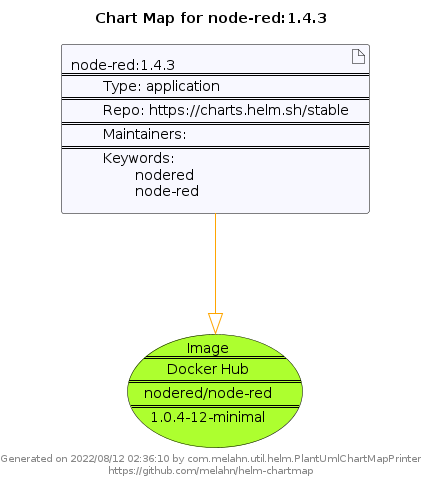 Chart Map for node-red:1.4.3
node-red:1.4.3
Type: application
Repo: https://charts.helm.sh/stable
Maintainers:
Keywords:
nodered
node-red
Image
Docker Hub
nodered/node-red
1.0.4-12-minimal
Generated on 2022/08/12 02:36:10 by com.melahn.util.helm.PlantUmlChartMapPrinter
https://github.com/melahn/helm-chartmap